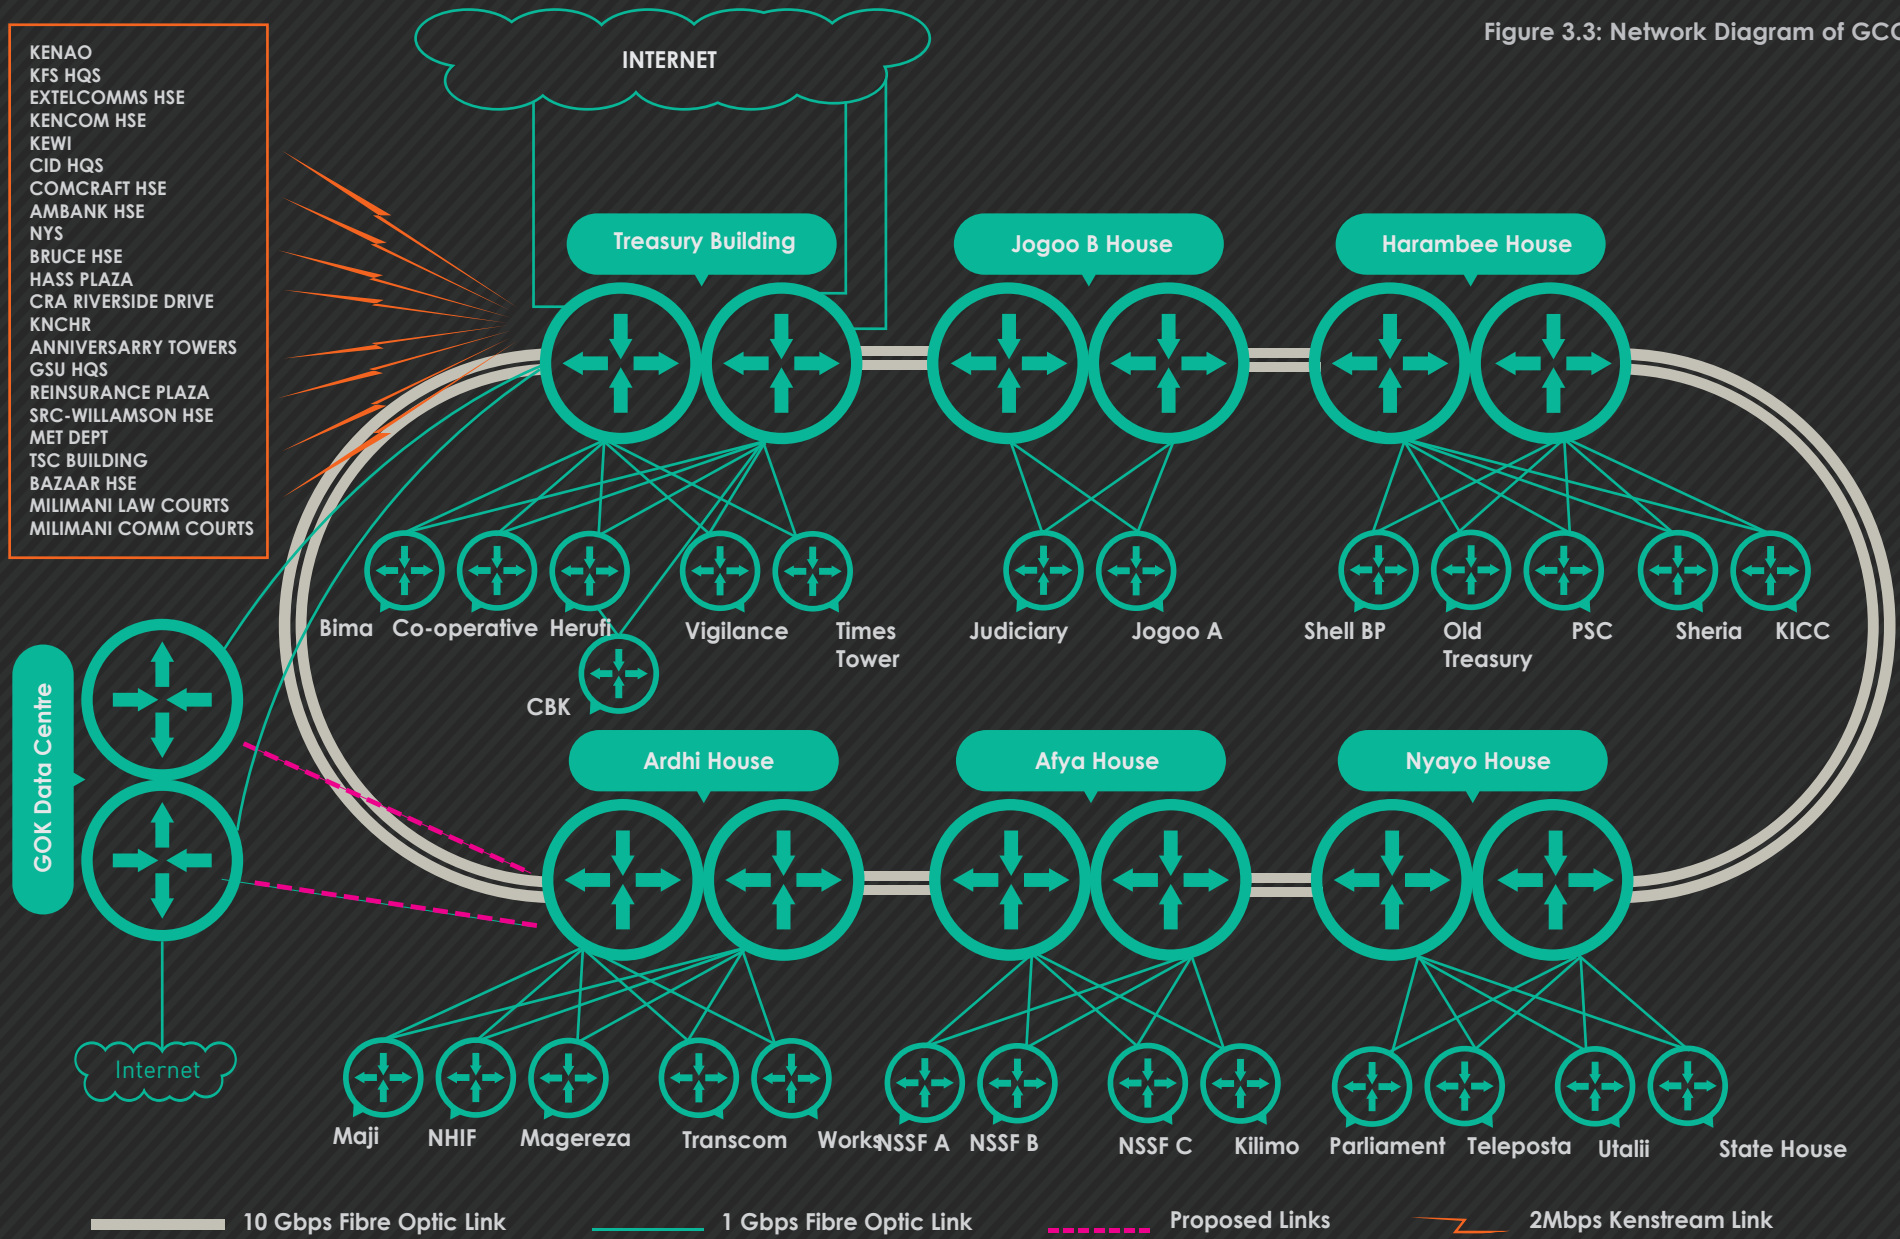 Figure 3.3: Network Diagram of GCC
KENAO
KFS HQS
EXTELCOMMS HSE
KENCOM HSE
KEWI
CID HQS
COMCRAFT HSE
AMBANK HSE
NYS
BRUCE HSE
HASS PLAZA
CRA RIVERSIDE DRIVE
KNCHR
ANNIVERSARRY TOWERS
GSU HQS
REINSURANCE PLAZA
SRC-WILLAMSON HSE
MET DEPT
TSC BUILDING
BAZAAR HSE
MILIMANI LAW COURTS
MILIMANI COMM COURTS
INTERNET
Treasury Building
Jogoo B House
Harambee House
Bima
Co-operative
Herufi
Vigilance
Times
Tower
CBK
Judiciary
Jogoo A
Shell BP
Old
Treasury
PSC
Sheria
KICC
GOK Data Centre
Internet
Ardhi House
Afya House
Nyayo House
Maji
NHIF
Magereza
Transcom
Works
NSSF A
NSSF B
NSSF C
Kilimo
Parliament
Teleposta
Utalii
State House
10 Gbps Fibre Optic Link
1 Gbps Fibre Optic Link
Proposed Links
2Mbps Kenstream Link